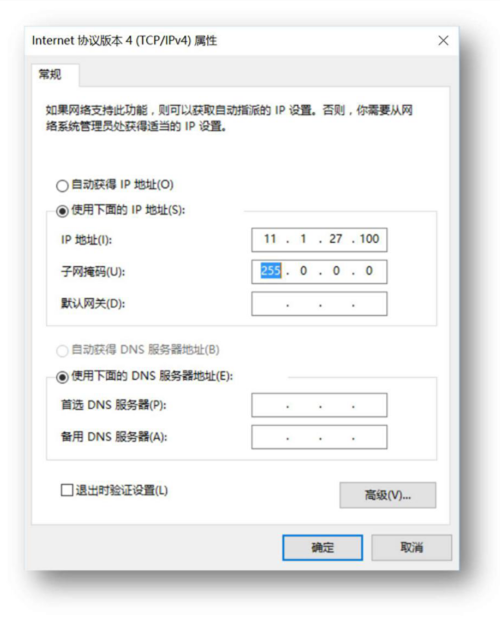 Internet 协议版本 4 (TCP/IPv4) 属性
常规
如果网络支持此功能，则可以获取自动指派的 IP 设置。否则，你需要从网
络系统管理员处获得适当的 IP 设置。
自动获得 IP 地址(O)
使用下面的 IP 地址(S):
IP 地址(I): 11 . 1 . 27 . 100
子网掩码(U): 255 . 0 . 0 . 0
默认网关(D): . . .
自动获得 DNS 服务器地址(B)
使用下面的 DNS 服务器地址(E):
首选 DNS 服务器(P): . . .
备用 DNS 服务器(A): . . .
退出时验证设置(L)
高级(V)...
确定 取消